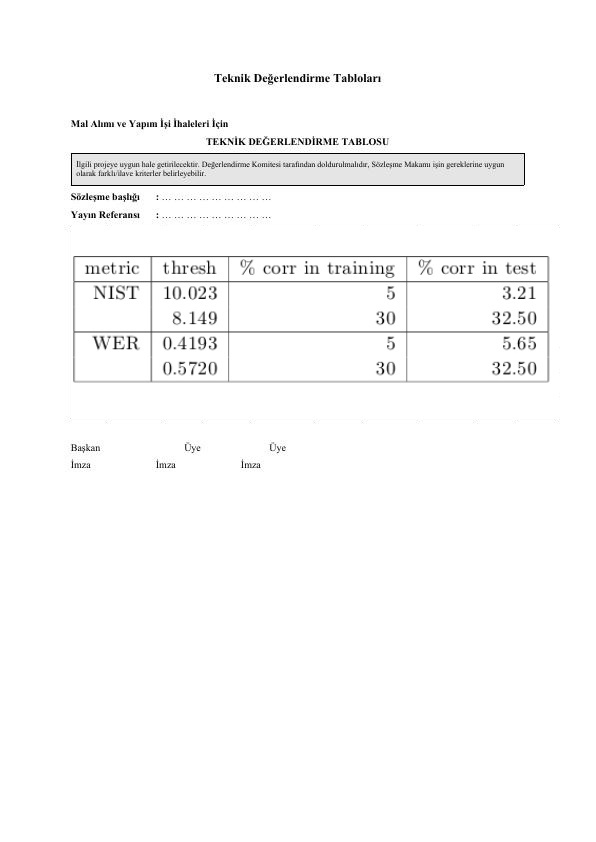 Teknik Değerlendirme Tabloları
Mal Alımı ve Yapım İşi İhaleleri İçin
TEKNİK DEĞERLENDİRME TABLOSU
İlgili projeye uygun hale getirilecektir. Değerlendirme Komitesi tarafından doldurulmalıdır, Sözleşme Makamı işin gereklerine uygun
olarak farklı/ilave kriterler belirleyebilir.
Sözleşme başlığı : … … … … … … … … …
Yayın Referansı : … … … … … … … … …
metric thresh % corr in training % corr in test
NIST 10.023 5 3.21
8.149 30 32.50
WER 0.4193 5 5.65
0.5720 30 32.50
Başkan Üye Üye
İmza İmza İmza